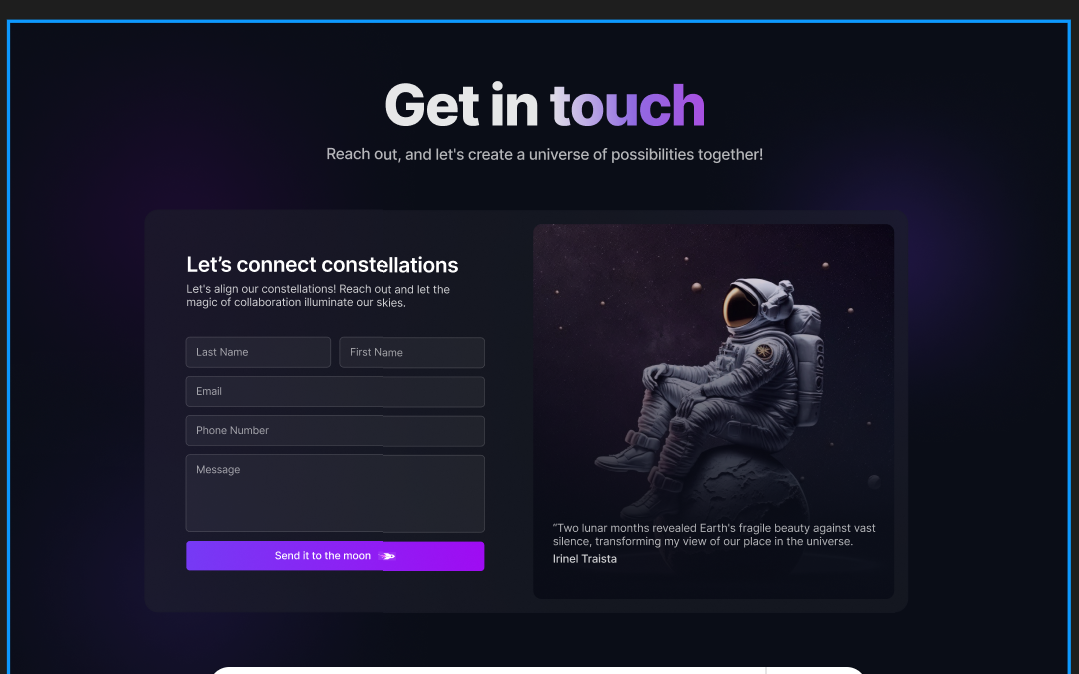 Get in touch
Reach out, and let's create a universe of possibilities together!
Let’s connect constellations
Let's align our constellations! Reach out and let the
magic of collaboration illuminate our skies.
Last Name
First Name
Email
Phone Number
Message
Send it to the moon
“Two lunar months revealed Earth's fragile beauty against vast
silence, transforming my view of our place in the universe.
Irinel Traista